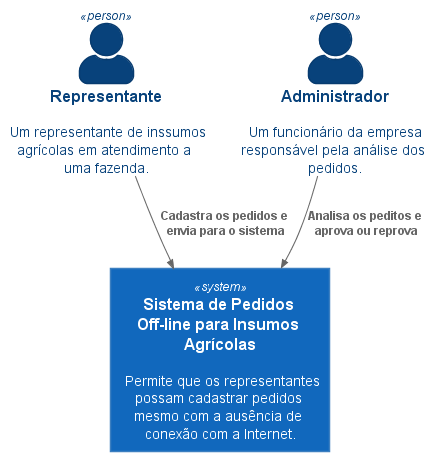 «person»
Representante
Um representante de inssumos
agrícolas em atendimento a
uma fazenda.
«person»
Administrador
Um funcionário da empresa
responsável pela análise dos
pedidos.
Cadastra os pedidos e
envia para o sistema
Analisa os peditos e
aprova ou reprova
«system»
Sistema de Pedidos
Off-line para Insumos
Agrícolas
Permite que os representantes
possam cadastrar pedidos
mesmo com a ausência de
conexão com a Internet.